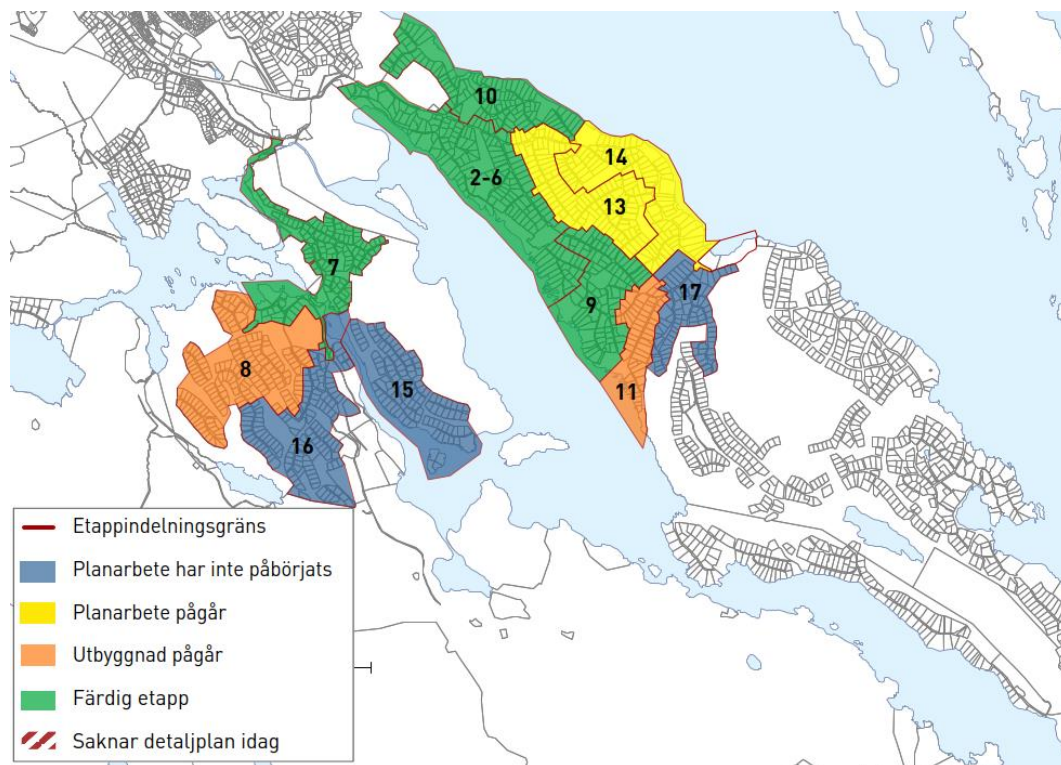 10
14
2-6
13
7
17
9
8
15
11
16
Etappindelningsgräns
Planarbete har inte påbörjats
Planarbete pågår
Utbyggnad pågår
Färdig etapp
Saknar detaljplan idag